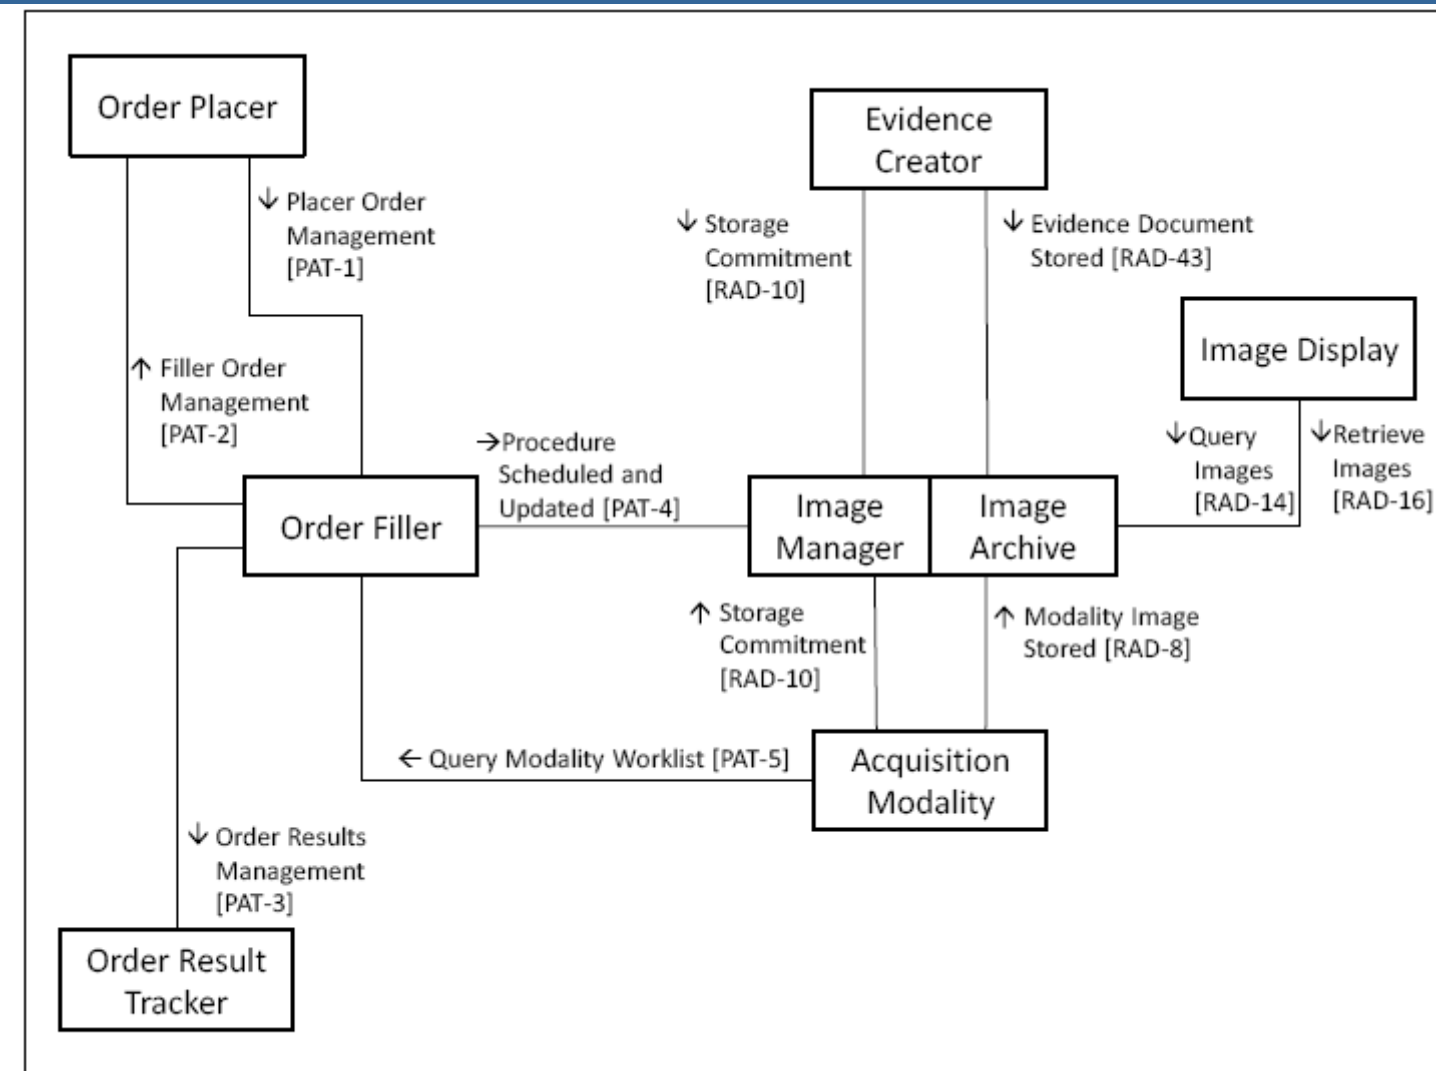 Order Placer
Evidence
Creator
↓ Placer Order
Management
[PAT-1]
↓ Storage
Commitment
[RAD-10]
↓ Evidence Document
Stored [RAD-43]
Image Display
↑ Filler Order
Management
[PAT-2]
→Procedure
Scheduled and
Updated [PAT-4]
↓Query
Images
[RAD-14]
↓Retrieve
Images
[RAD-16]
Order Filler
Image
Manager
Image
Archive
↑ Storage
Commitment
[RAD-10]
↑ Modality Image
Stored [RAD-8]
← Query Modality Worklist [PAT-5]
Acquisition
Modality
↓ Order Results
Management
[PAT-3]
Order Result
Tracker